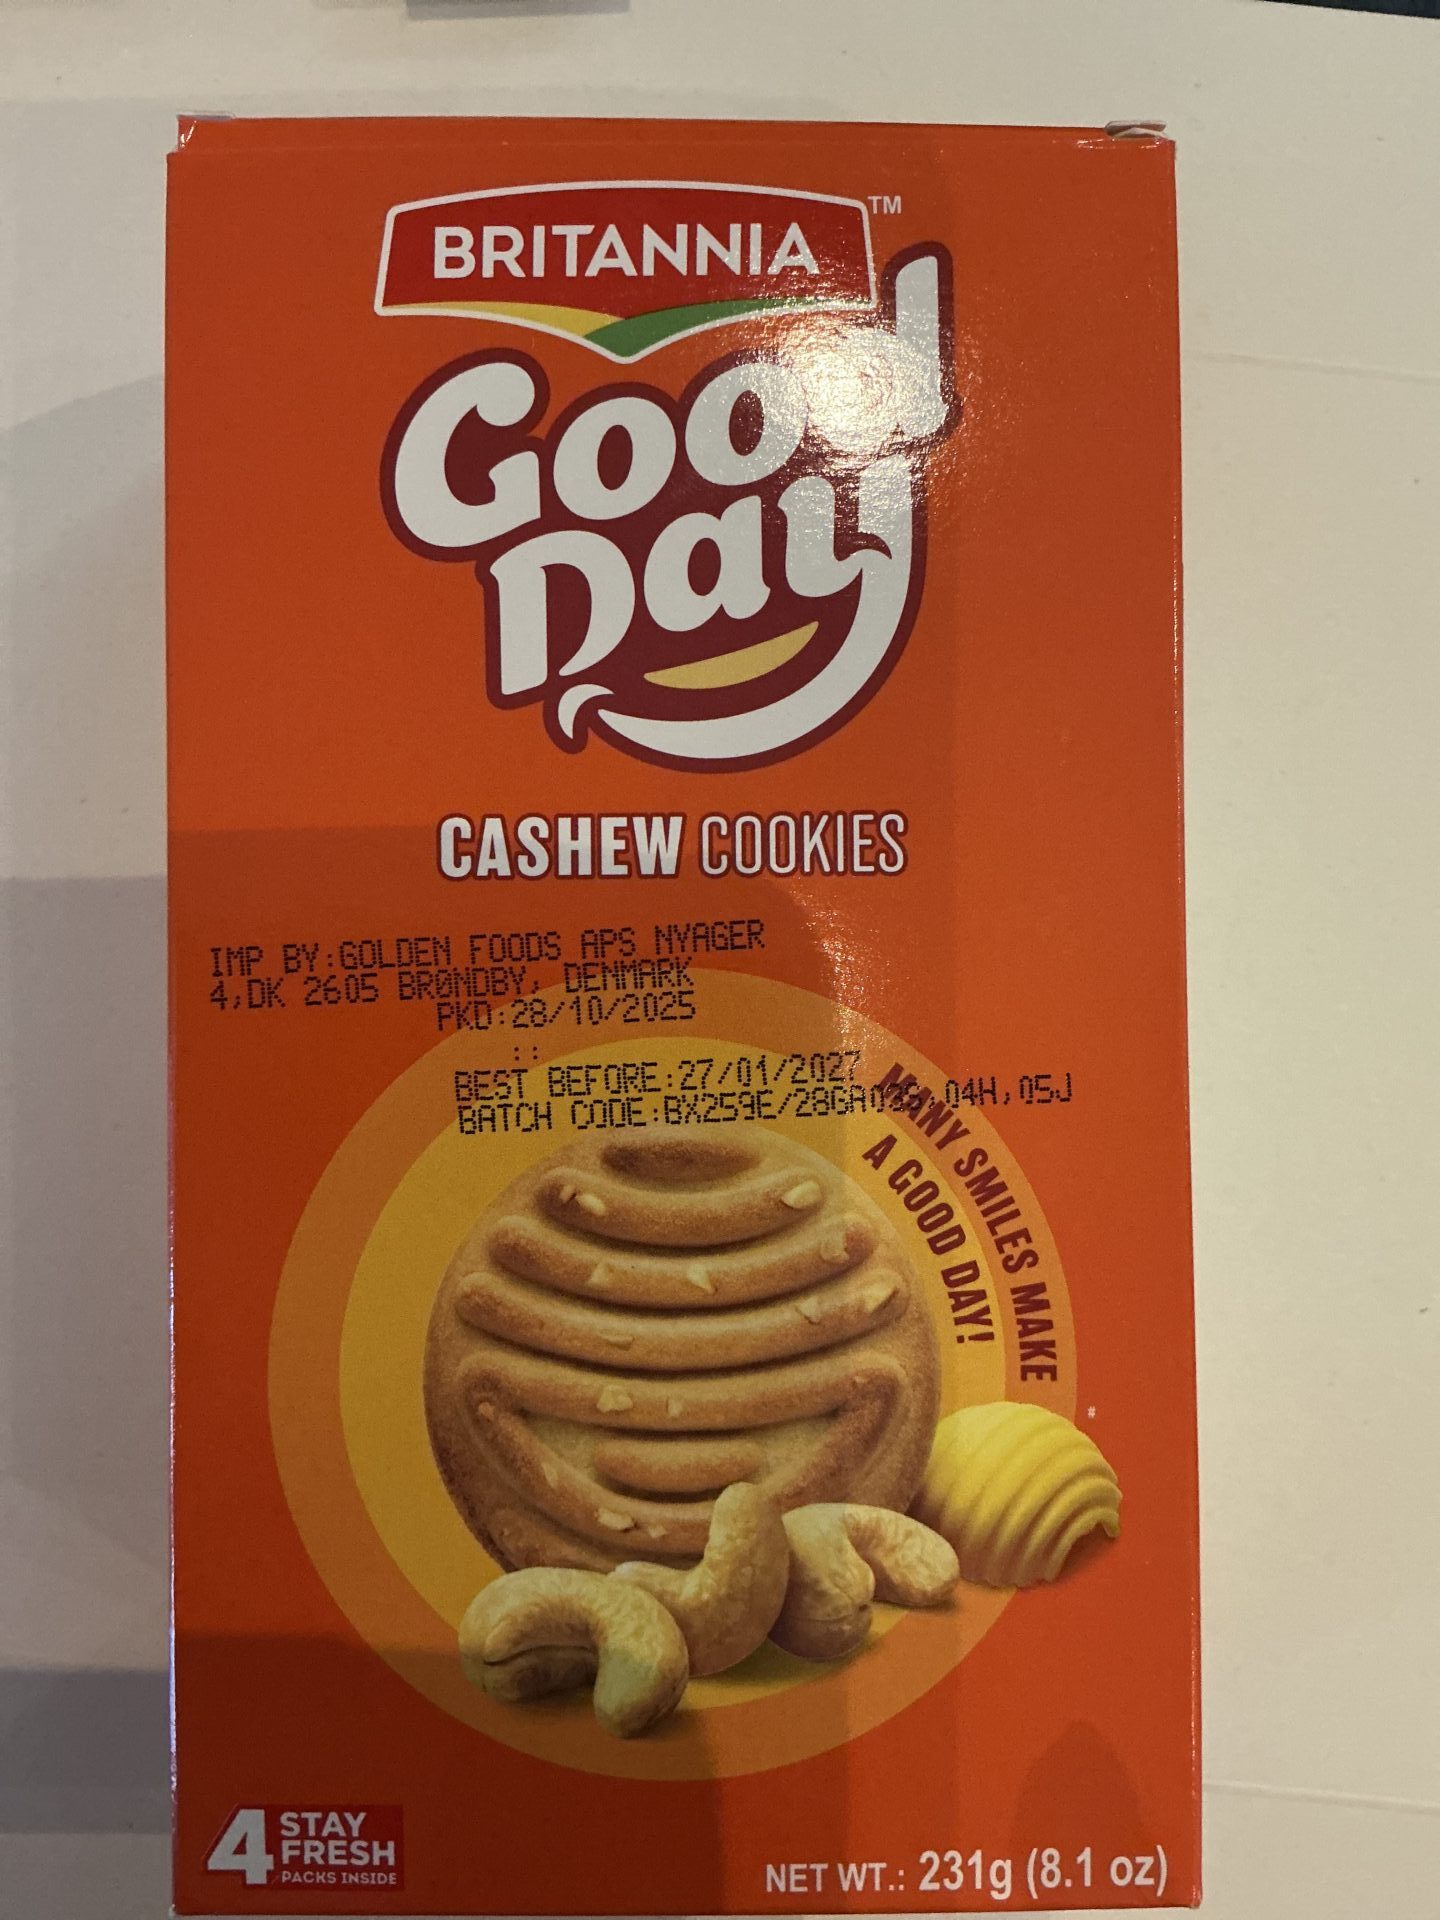 BRITANNIA TM
Good
Day
CASHEW COOKIES
IMP BY:GOLDEN FOODS APS NYAGER
4,DK 2605 BRØNDBY, DENMARK
PKD:28/10/2025
BEST BEFORE:27/01/2027
BATCH CODE: 04H,05J
MANY SMILES MAKE
A GOOD DAY!
#
4 STAY
FRESH
PACKS INSIDE
NET WT.: 231g (8.1 oz)